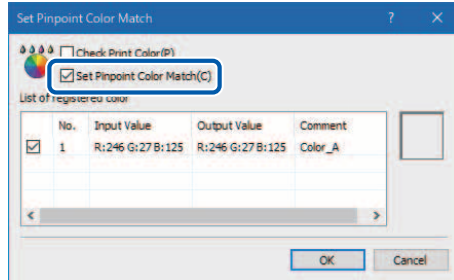 Set Pinpoint Color Match
Check Print Color(P)
Set Pinpoint Color Match(C)
List of registered color
No. Input Value Output Value Comment
1 R:246 G:27 B:125 R:246 G:27 B:125 Color_A
OK Cancel